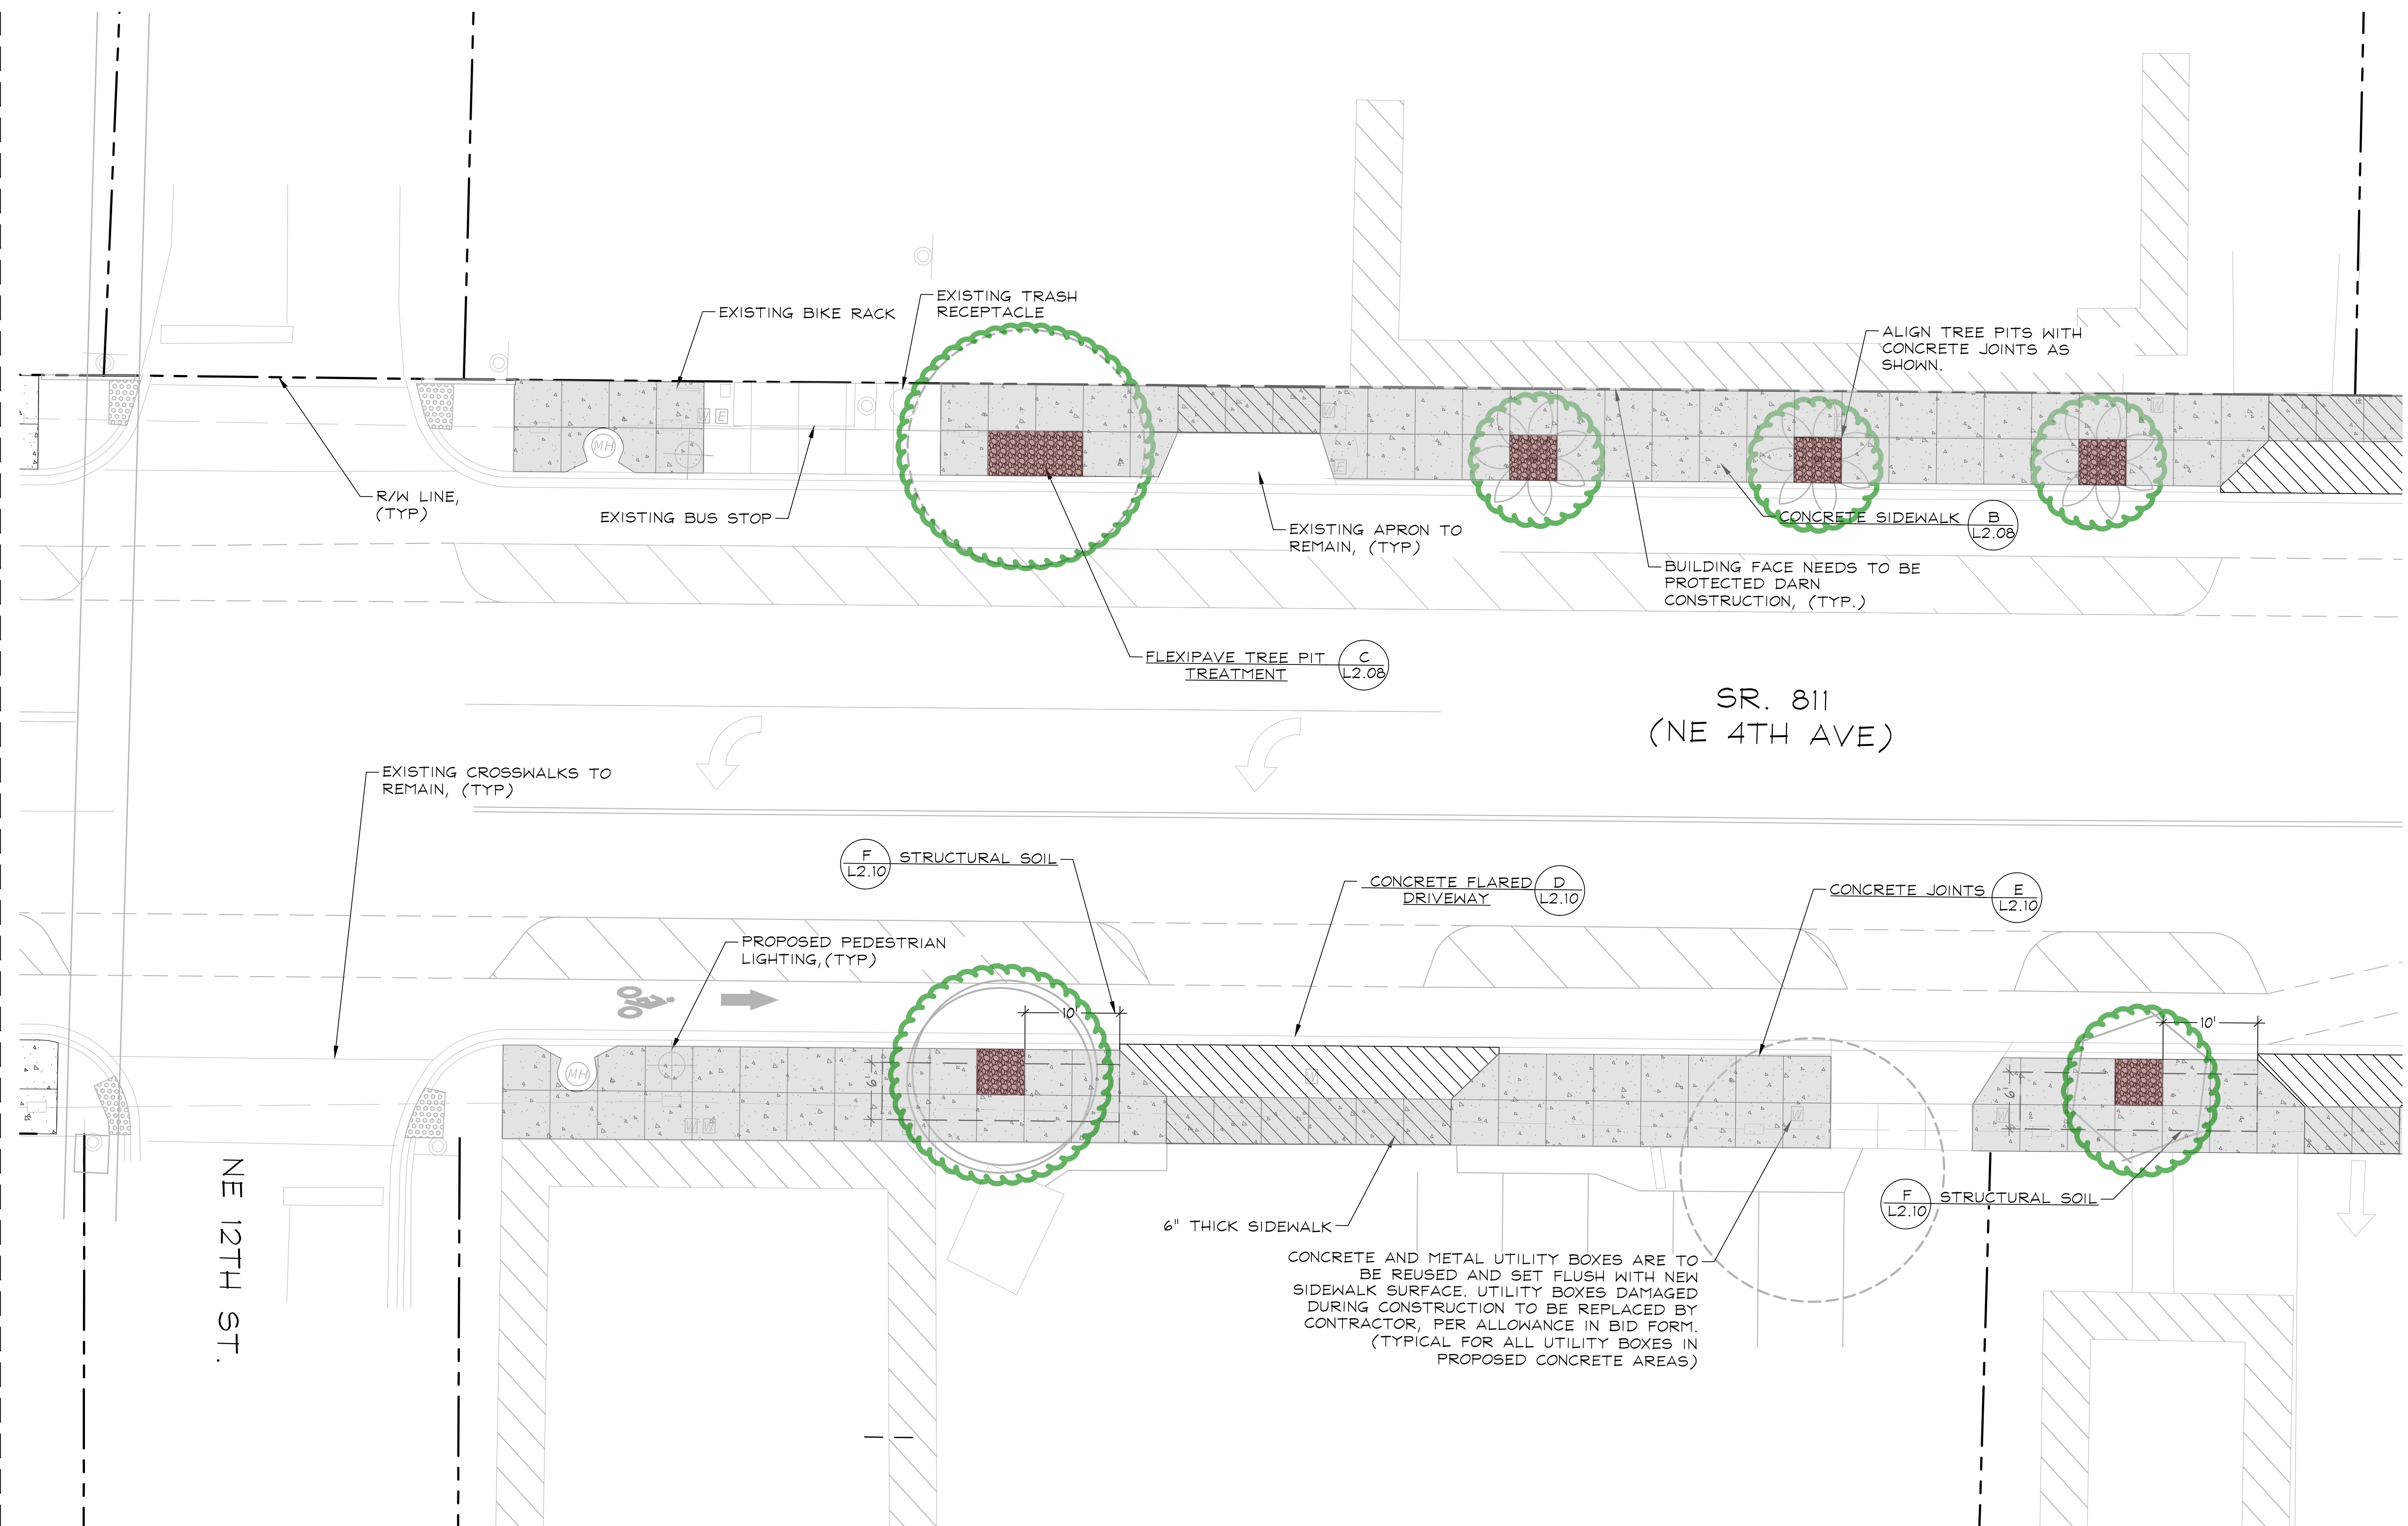 EXISTING BIKE RACK
EXISTING TRASH
RECEPTACLE
ALIGN TREE PITS WITH
CONCRETE JOINTS AS
SHOWN.
W
E
W
W
MH
E
R/W LINE,
(TYP)
EXISTING BUS STOP
EXISTING APRON TO
REMAIN, (TYP)
CONCRETE SIDEWALK
B
L2.08
BUILDING FACE NEEDS TO BE
PROTECTED DARN
CONSTRUCTION, (TYP.)
FLEXIPAVE TREE PIT
TREATMENT
C
L2.08
SR. 811
(NE 4TH AVE)
EXISTING CROSSWALKS TO
REMAIN, (TYP)
F
L2.10
STRUCTURAL SOIL
CONCRETE FLARED
DRIVEWAY
D
L2.10
CONCRETE JOINTS
E
L2.10
PROPOSED PEDESTRIAN
LIGHTING,(TYP)
10'
10'
MH
6'
W
6'
W
W
W
W
NE 12TH ST.
6" THICK SIDEWALK
F
L2.10
STRUCTURAL SOIL
CONCRETE AND METAL UTILITY BOXES ARE TO
BE REUSED AND SET FLUSH WITH NEW
SIDEWALK SURFACE. UTILITY BOXES DAMAGED
DURING CONSTRUCTION TO BE REPLACED BY
CONTRACTOR, PER ALLOWANCE IN BID FORM.
(TYPICAL FOR ALL UTILITY BOXES IN
PROPOSED CONCRETE AREAS)